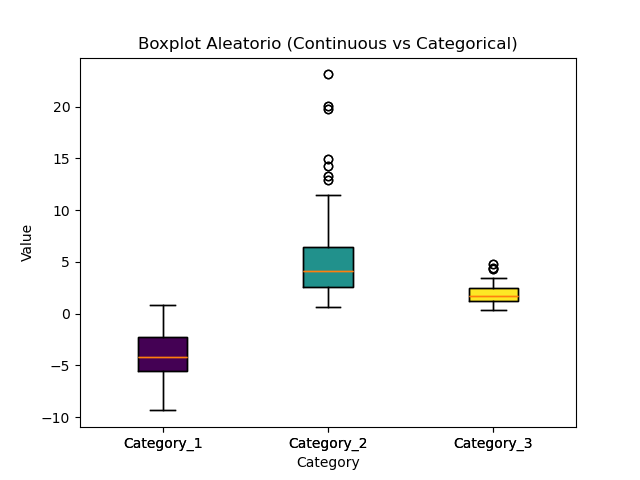 Boxplot Aleatorio (Continuous vs Categorical)
20
15
10
5
0
−5
−10
Value
Category_1 Category_2 Category_3
Category